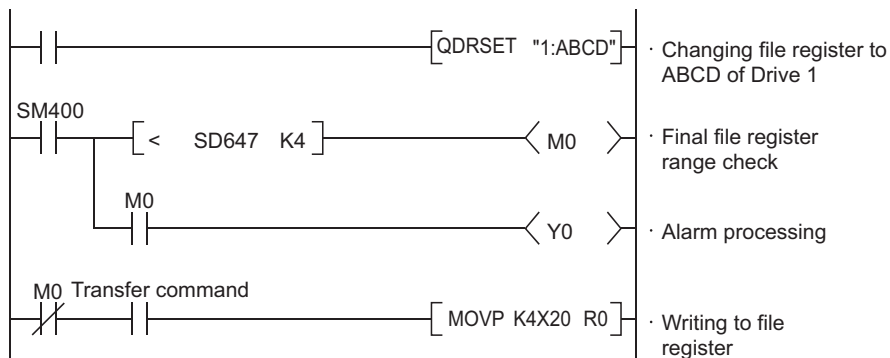 QDRSET "1:ABCD"
· Changing file register to
ABCD of Drive 1
SM400
< SD647 K4
M0
· Final file register
range check
M0
Y0
· Alarm processing
M0 Transfer command
MOVP K4X20 R0
· Writing to file
register